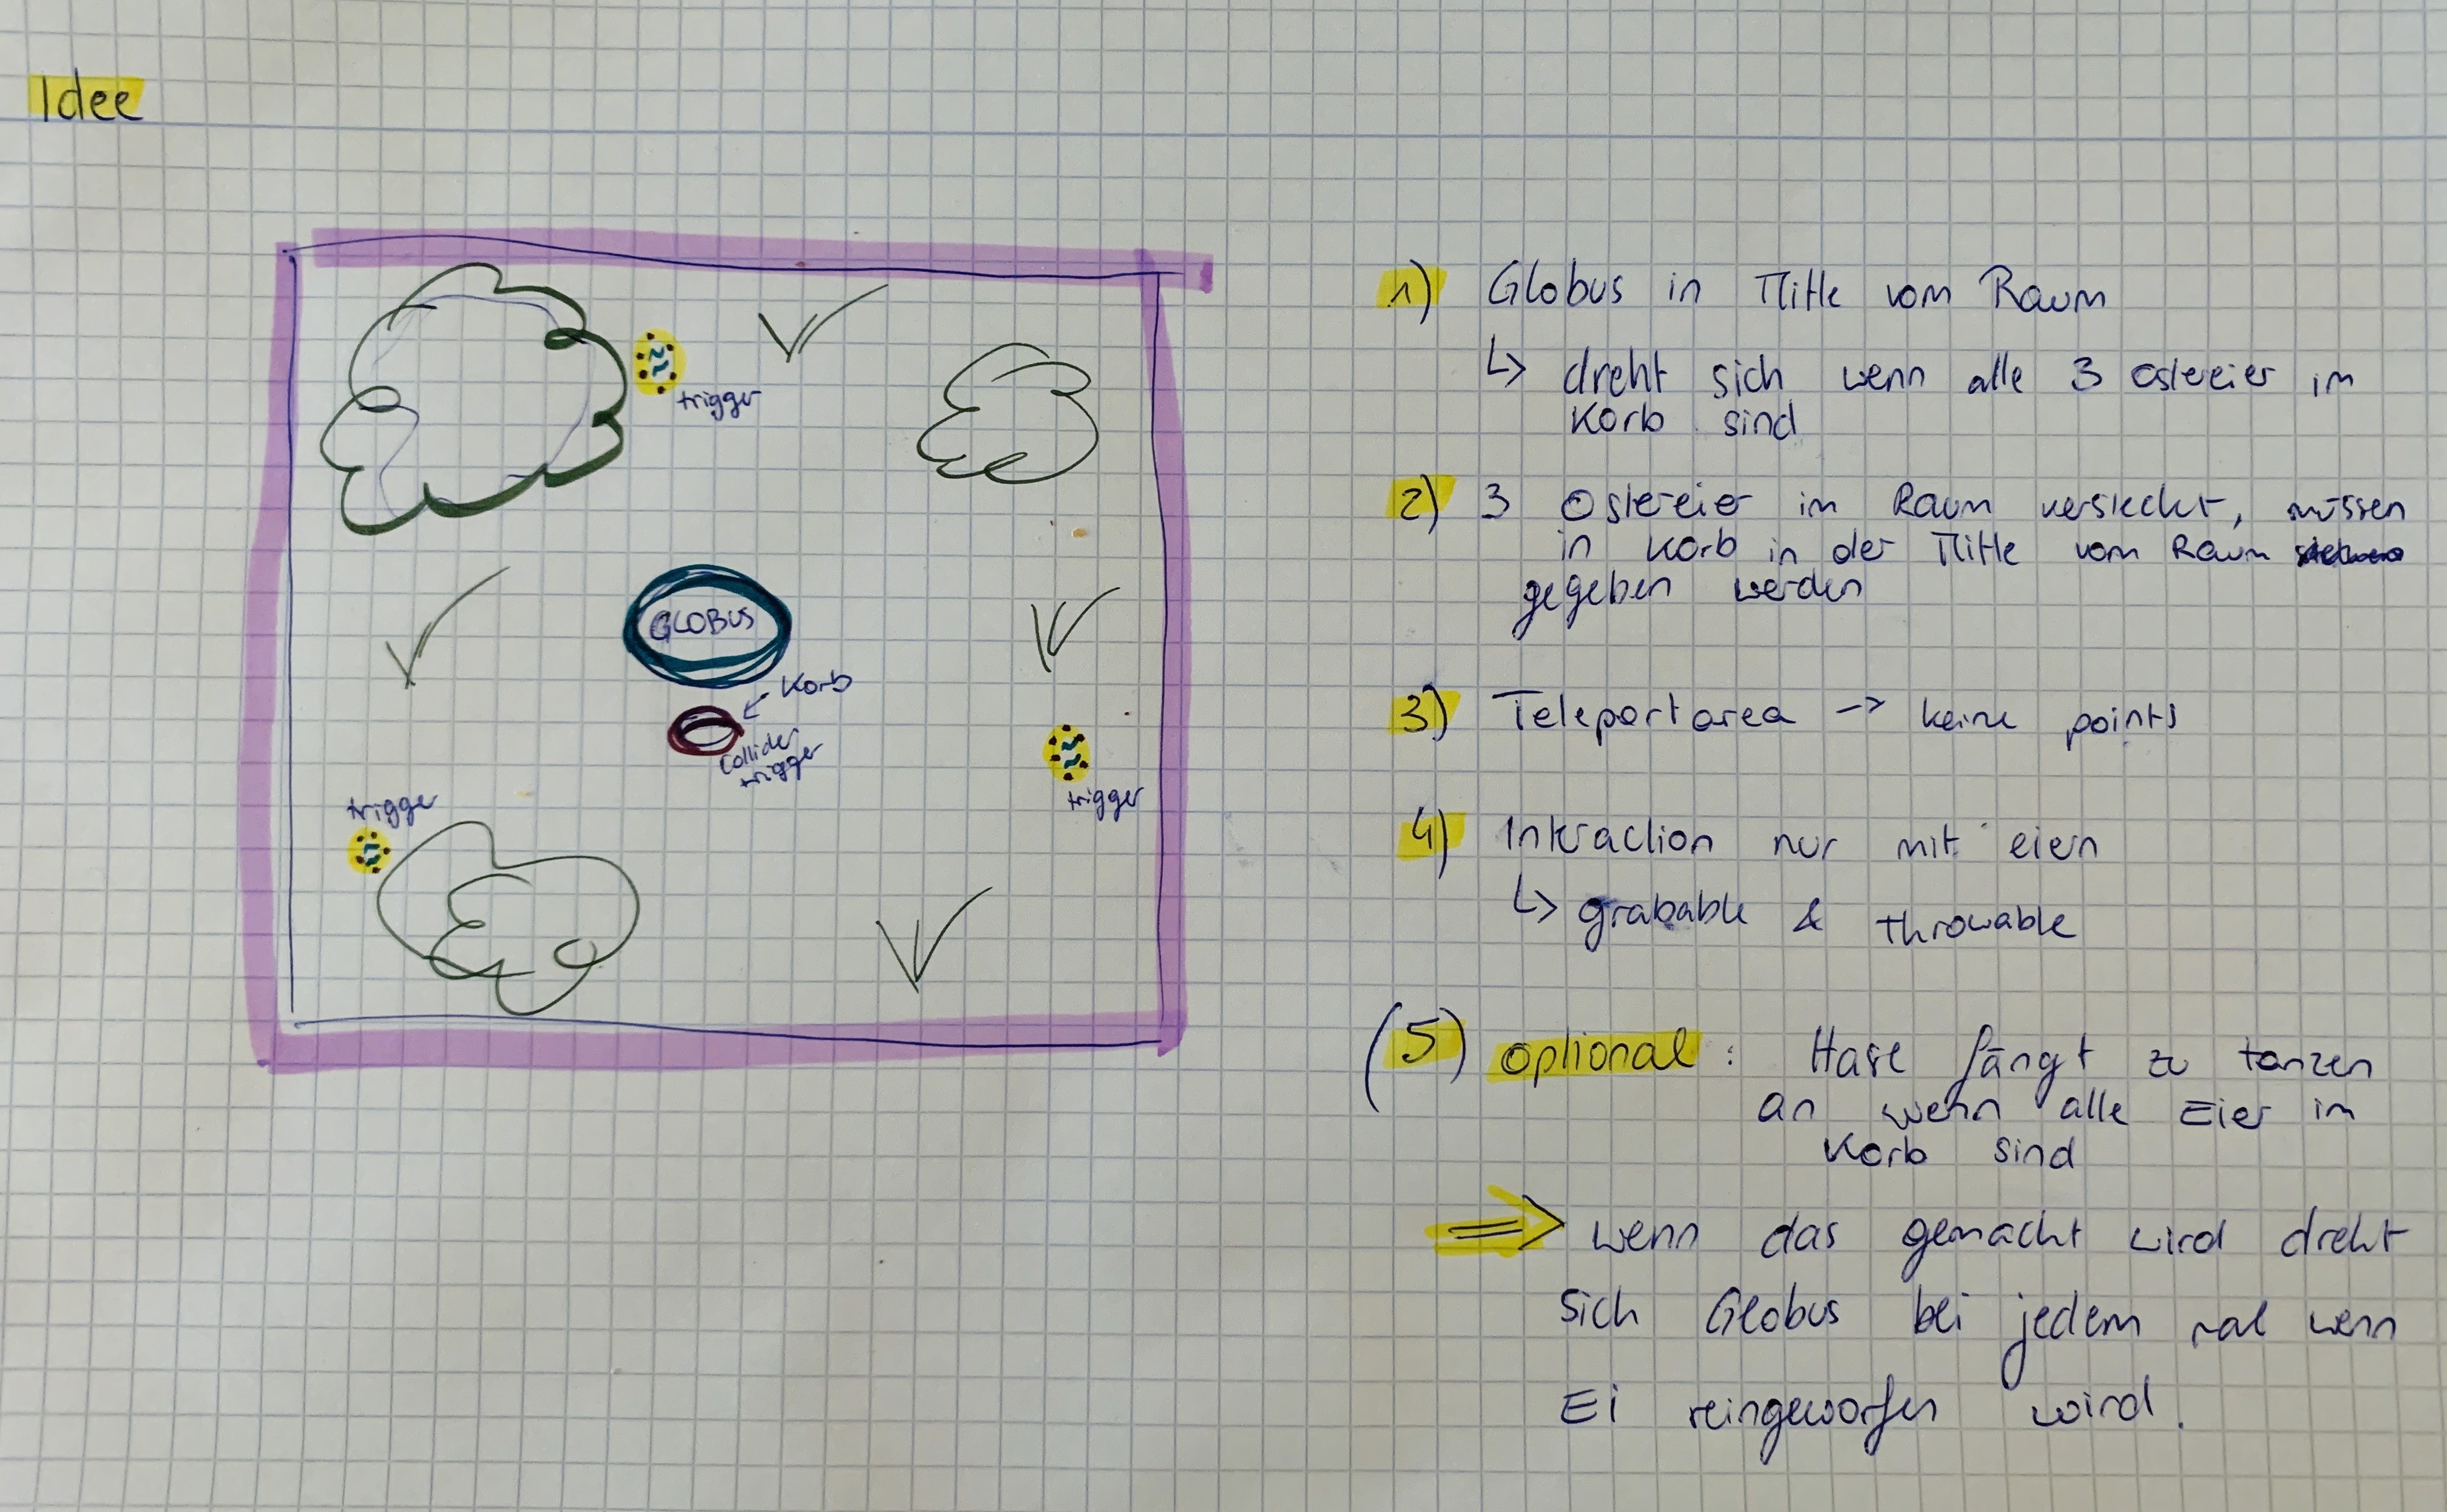 Idee
trigger
GLOBUS
Korb
Collider
trigger
trigger
trigger
1) Globus in Mitte vom Raum
↳ dreht sich wenn alle 3 ostereier im
Korb sind
2) 3 Ostereier im Raum versteckt, müssen
in Korb in der Mitte vom Raum
gegeben werden
3) Teleportarea -> keine points
4) Interaction nur mit eiern
↳ grabable & throwable
(5) optional: Hase fängt zu tanzen
an wenn alle Eier im
Korb sind
⇒ wenn das gemacht wird dreht
sich Globus bei jedem mal wenn
Ei reingeworfen wird.